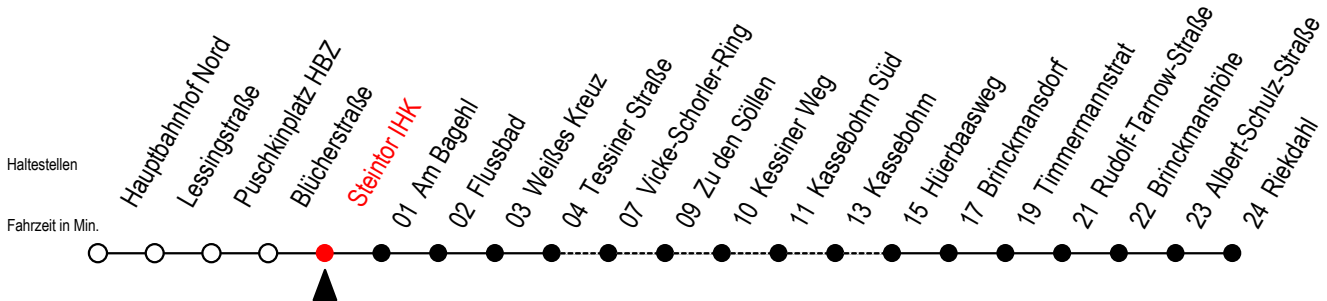 Haltestellen
Fahrzeit in Min.
Hauptbahnhof Nord
Lessingstraße
Puschkinplatz HBZ
Blücherstraße
Steintor IHK
01 Am Bagehl
02 Flussbad
03 Weißes Kreuz
04 Tessiner Straße
07 Vicke-Schorler-Ring
09 Zu den Söllen
10 Kessiner Weg
11 Kassebohm Süd
13 Kassebohm
15 Hüerbaasweg
17 Brinckmansdorf
19 Timmermannstrat
21 Rudolf-Tarnow-Straße
22 Brinckmanshöhe
23 Albert-Schulz-Straße
24 Riekdahl